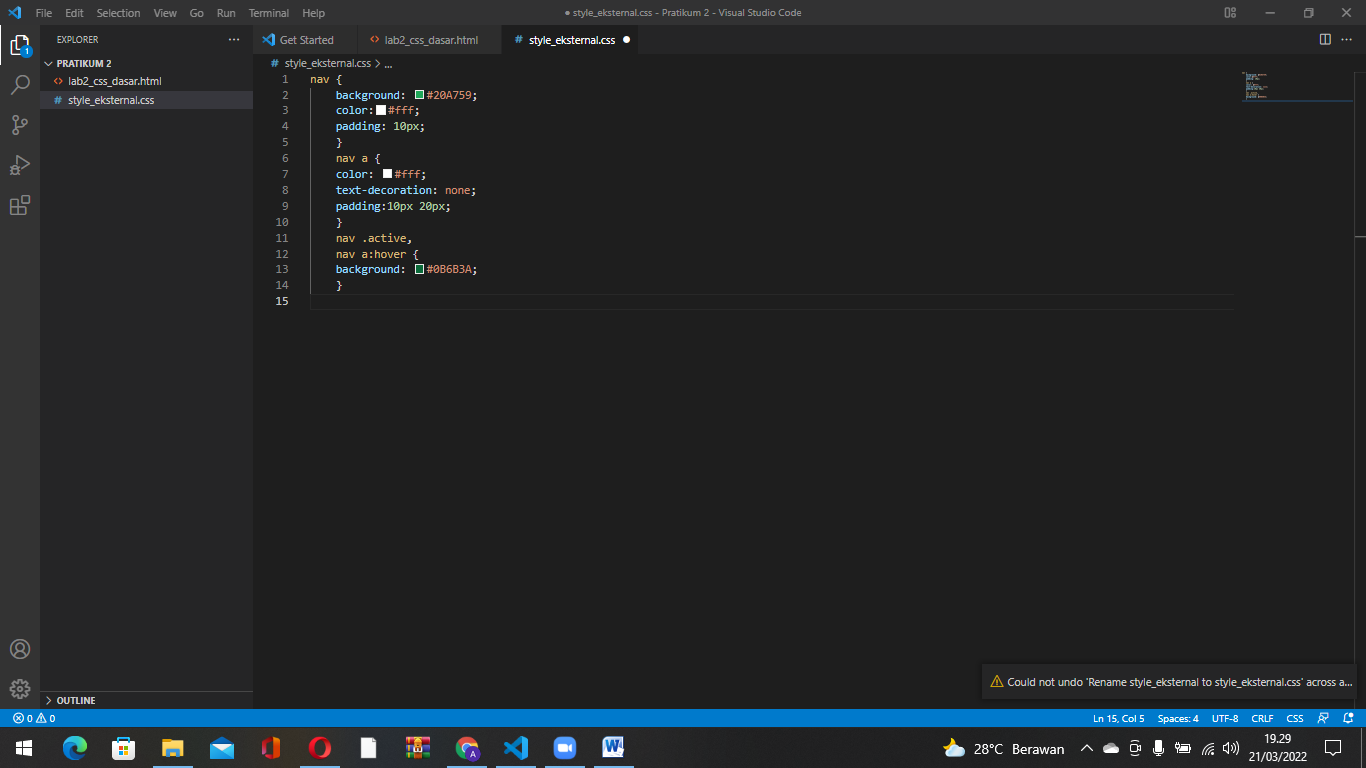 File Edit Selection View Go Run Terminal Help
● style_eksternal.css - Pratikum 2 - Visual Studio Code
EXPLORER
PRATIKUM 2
lab2_css_dasar.html
# style_eksternal.css
OUTLINE
1
Get Started
lab2_css_dasar.html
# style_eksternal.css ●
# style_eksternal.css > ...
1 nav {
2 background: #20A759;
3 color: #fff;
4 padding: 10px;
5 }
6 nav a {
7 color: #fff;
8 text-decoration: none;
9 padding:10px 20px;
10 }
11 nav .active,
12 nav a:hover {
13 background: #0B6B3A;
14 }
15
Could not undo 'Rename style_eksternal to style_eksternal.css' across a...
0 0
Ln 15, Col 5 Spaces: 4 UTF-8 CRLF CSS
A
W
28°C Berawan
19.29
21/03/2022